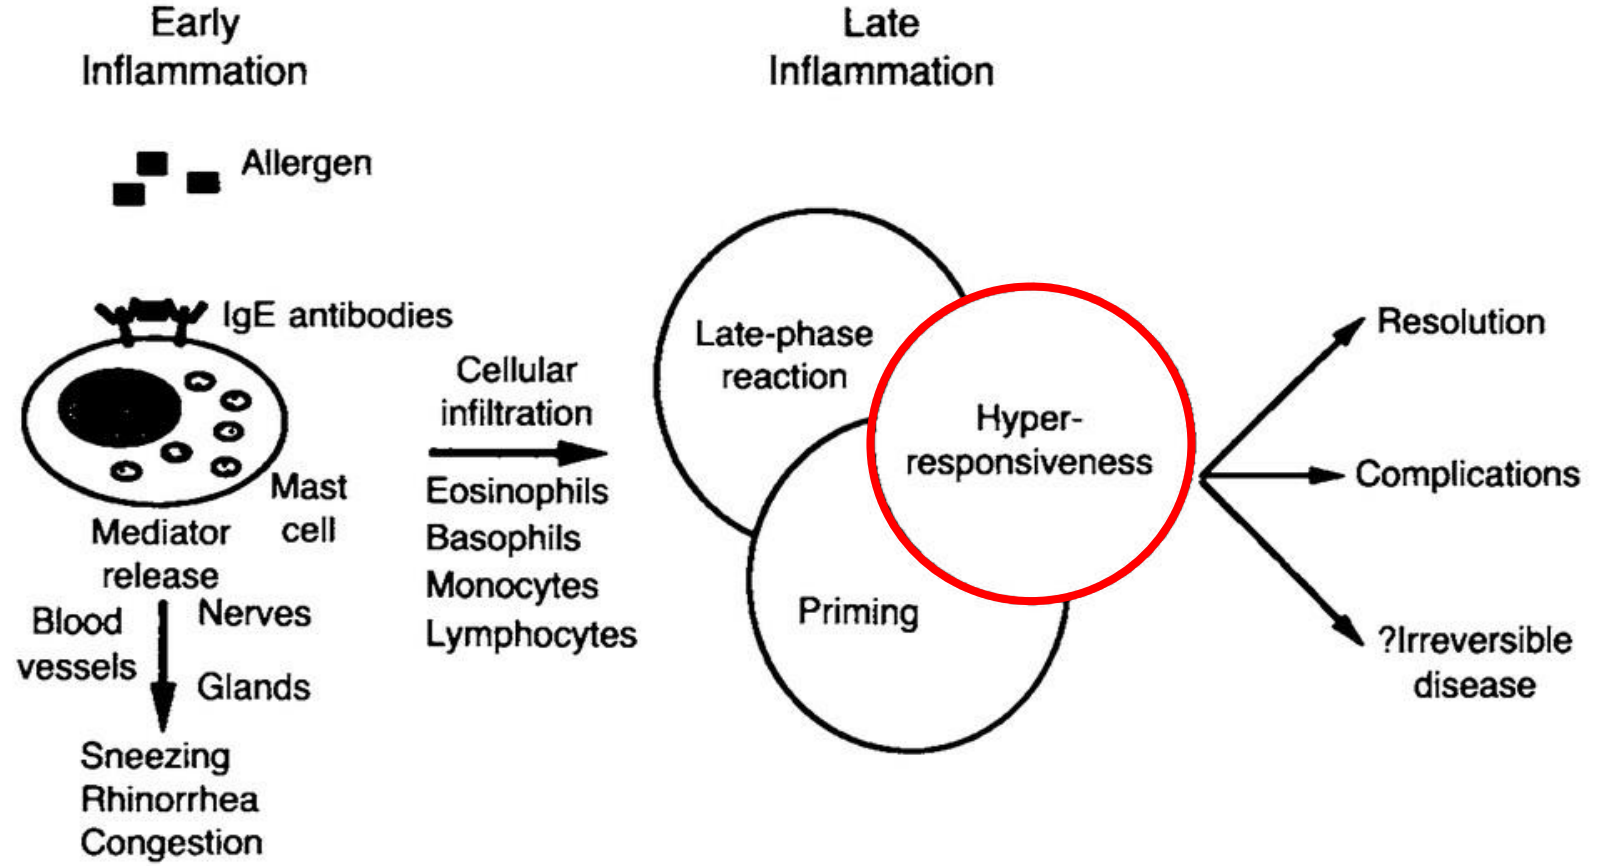 Early
Inflammation
Late
Inflammation
Allergen
IgE antibodies
Mast
cell
Mediator
release
Blood
vessels
Nerves
Glands
Sneezing
Rhinorrhea
Congestion
Cellular
infiltration
Eosinophils
Basophils
Monocytes
Lymphocytes
Late-phase
reaction
Hyper-
responsiveness
Priming
Resolution
Complications
?Irreversible
disease